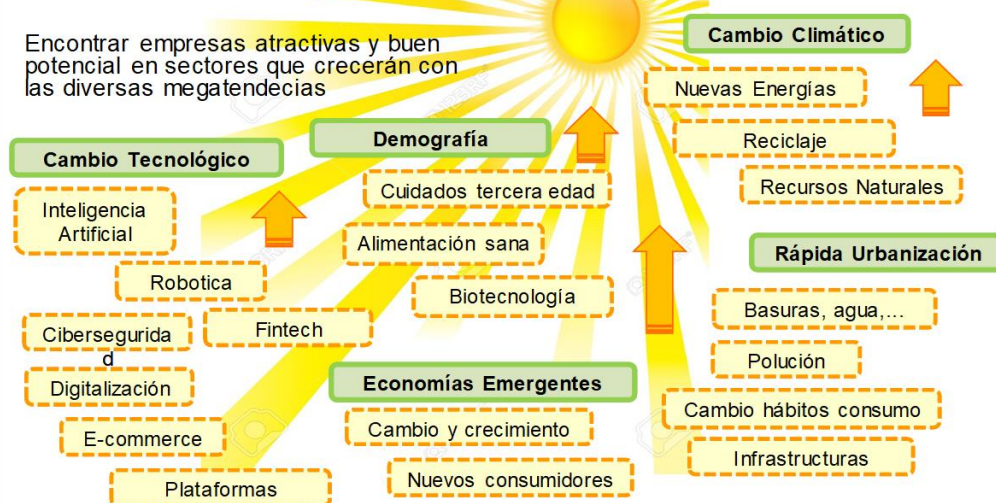 Encontrar empresas atractivas y buen
potencial en sectores que crecerán con
las diversas megatendecias
Cambio Tecnológico
Inteligencia
Artificial
Robotica
Fintech
Cibersegurida
d
Digitalización
E-commerce
Plataformas
Demografía
Cuidados tercera edad
Alimentación sana
Biotecnología
Economías Emergentes
Cambio y crecimiento
Nuevos consumidores
Cambio Climático
Nuevas Energías
Reciclaje
Recursos Naturales
Rápida Urbanización
Basuras, agua,...
Polución
Cambio hábitos consumo
Infrastructuras